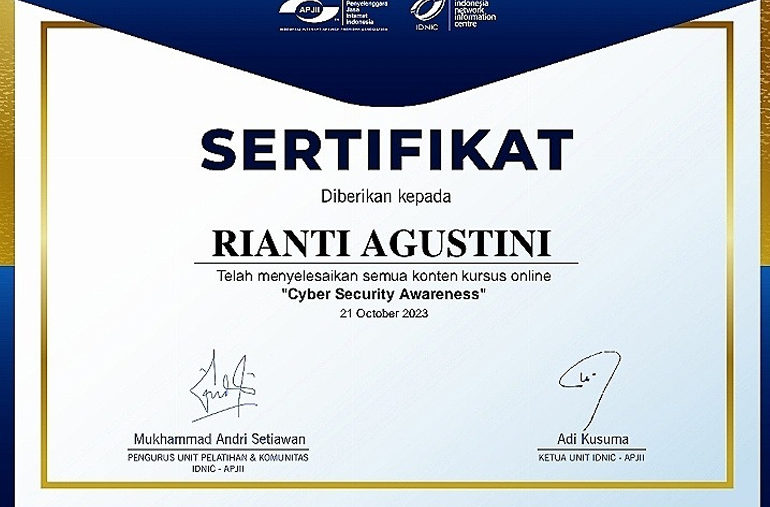 APJII
Penyelenggara
Jasa
Internet
Indonesia
IDNIC
indonesia
network
information
centre
SERTIFIKAT
Diberikan kepada
RIANTI AGUSTINI
Telah menyelesaikan semua konten kursus online
"Cyber Security Awareness"
21 October 2023
Mukhammad Andri Setiawan
PENGURUS UNIT PELATIHAN & KOMUNITAS
IDNIC - APJII
Adi Kusuma
KETUA UNIT IDNIC - APJII